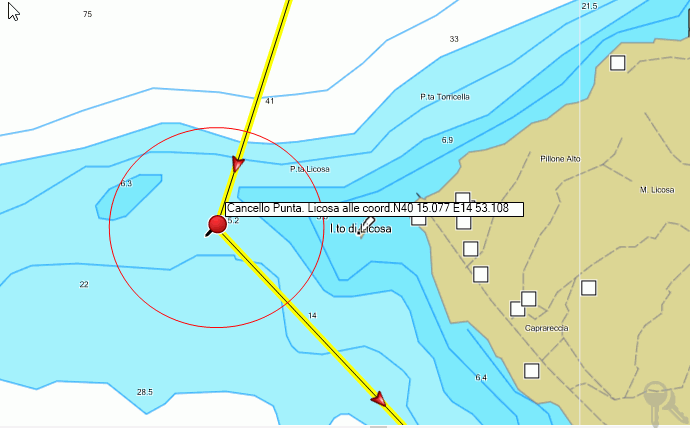 21.5
75
33
41
P.ta Torricella
6.9
Pillone Alto
P.ta Licosa
6.3
M. Licosa
Cancello Punta. Licosa alle coord.N40 15.077 E14 53.108
5.2
I.to di Licosa
22
14
Caprareccia
6.4
28.5